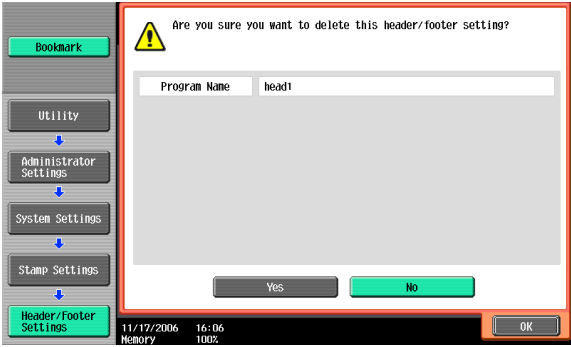 Bookmark
Utility
Administrator
Settings
System Settings
Stamp Settings
Header/Footer
Settings
Are you sure you want to delete this header/footer setting?
Program Name
head1
Yes
No
11/17/2006 16:06
Memory 100%
OK